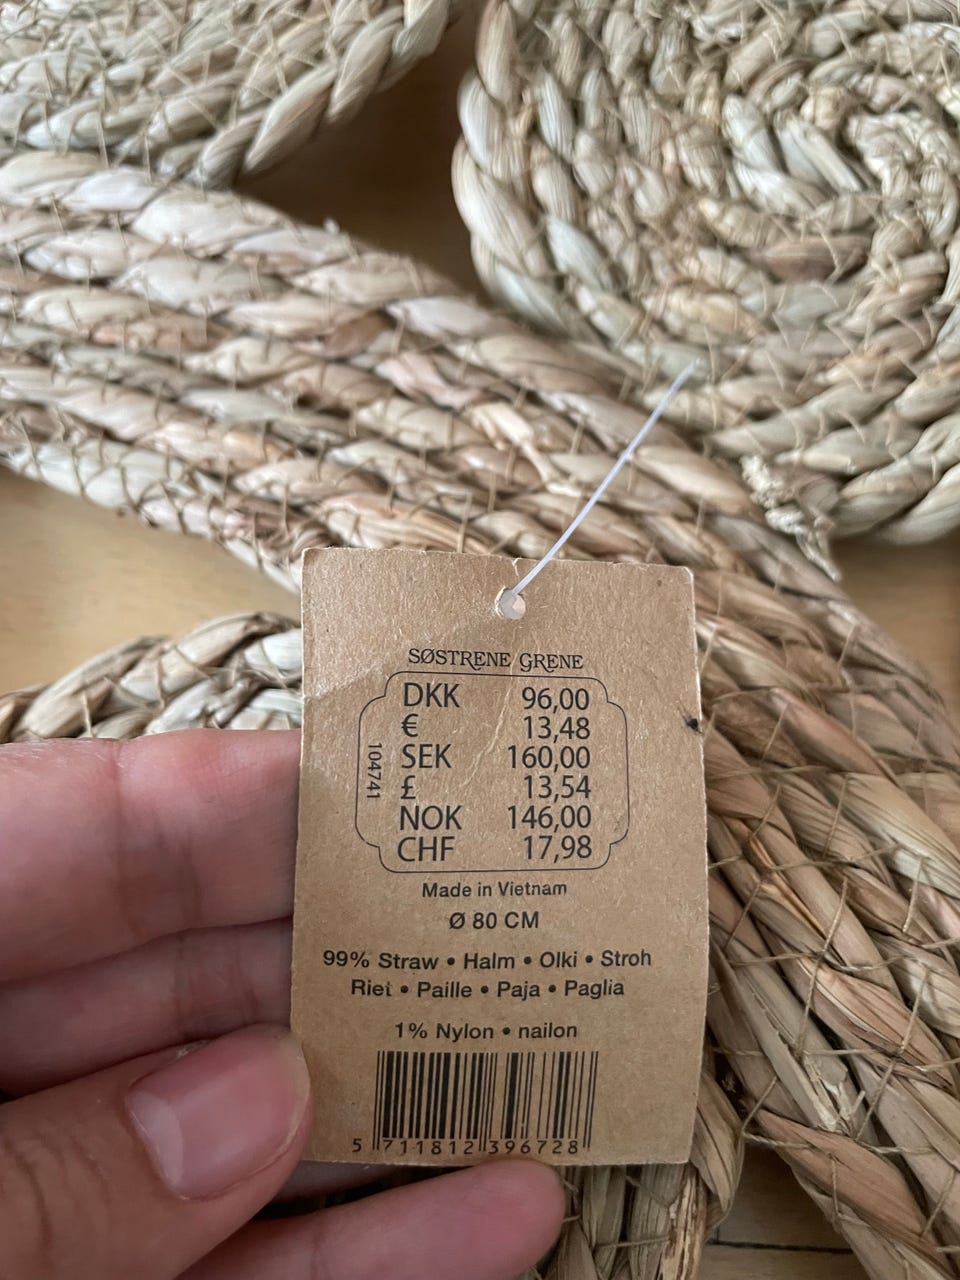 SØSTRENE GRENE
DKK 96,00
€ 13,48
SEK 160,00
£ 13,54
NOK 146,00
CHF 17,98
104741
Made in Vietnam
Ø 80 CM
99% Straw • Halm • Olki • Stroh
Riet • Paille • Paja • Paglia
1% Nylon • nailon
5 711812 396728